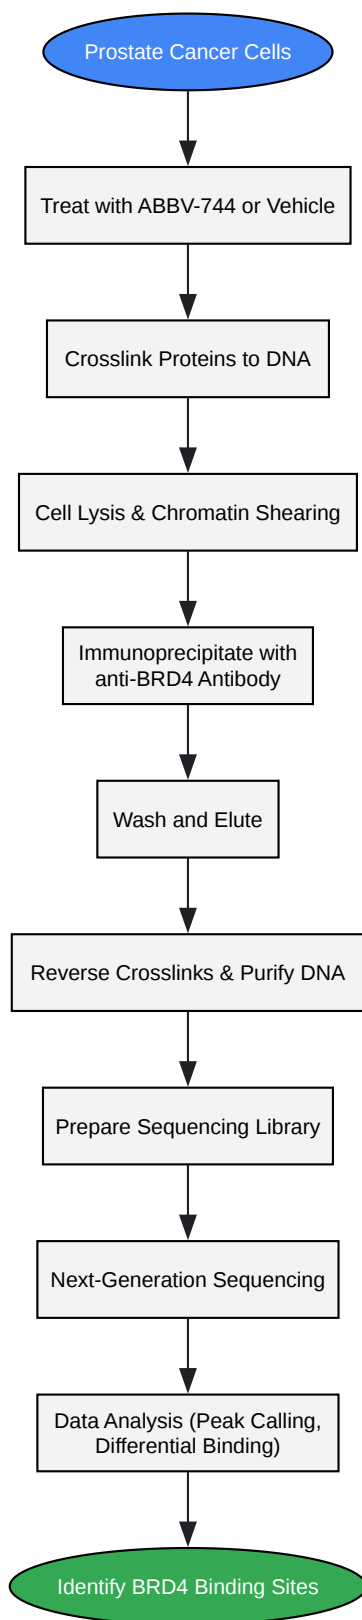 Prostate Cancer Cells
Treat with ABBV-744 or Vehicle
Crosslink Proteins to DNA
Cell Lysis & Chromatin Shearing
Immunoprecipitate with
anti-BRD4 Antibody
Wash and Elute
Reverse Crosslinks & Purify DNA
Prepare Sequencing Library
Next-Generation Sequencing
Data Analysis (Peak Calling,
Differential Binding)
Identify BRD4 Binding Sites